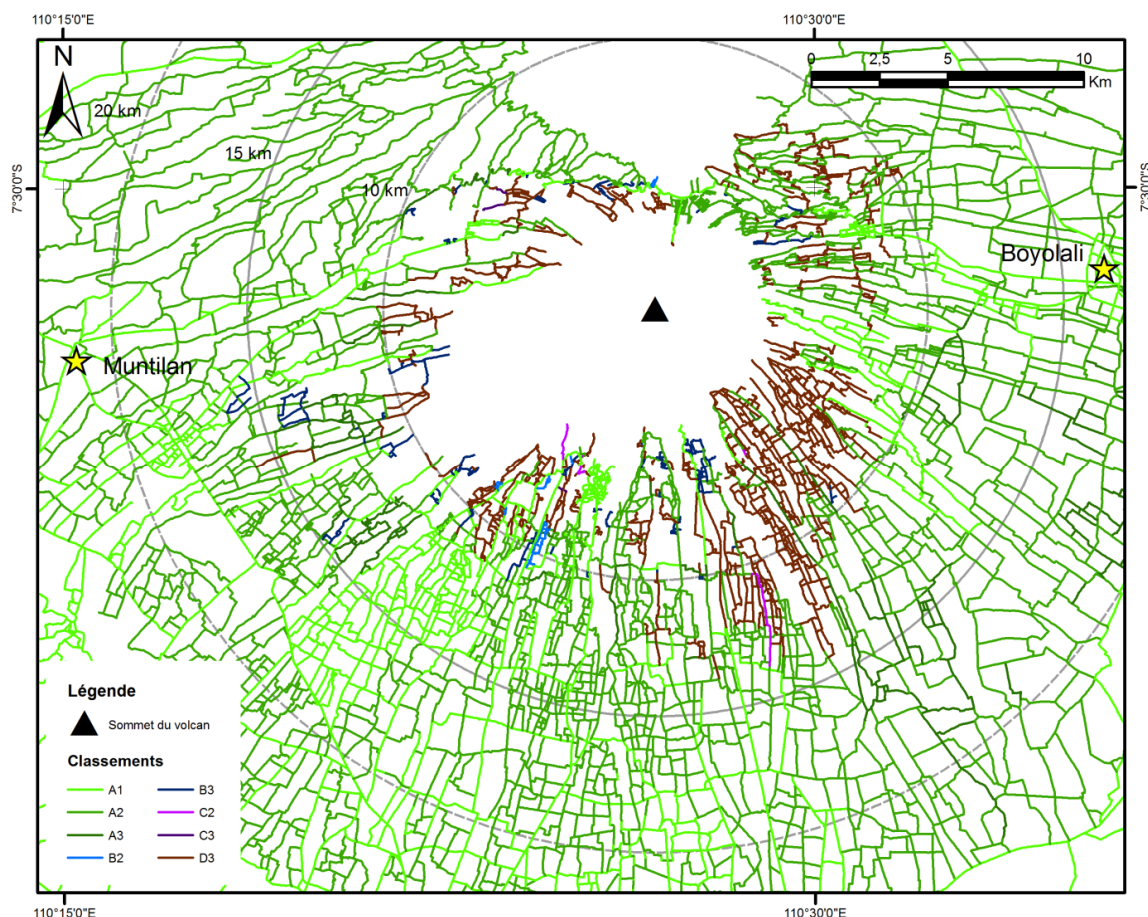 110°15'0"E
110°30'0"E
N
0
2,5
5
10
Km
20 km
15 km
10 km
7°30'0"S
7°30'0"S
Boyolali
Muntilan
Légende
Sommet du volcan
Classements
A1
B3
A2
C2
A3
C3
B2
D3
110°15'0"E
110°30'0"E